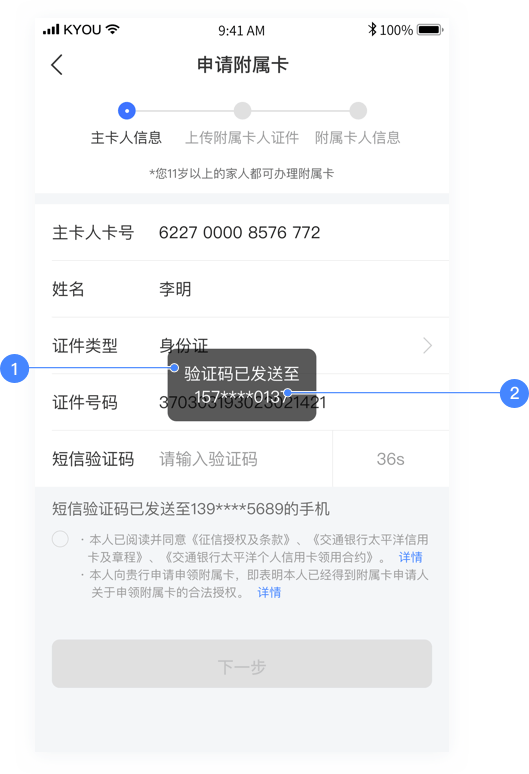 KYOU
9:41 AM
100%
申请附属卡
主卡人信息
上传附属卡人证件
附属卡人信息
*您11岁以上的家人都可办理附属卡
主卡人卡号 6227 0000 8576 772
姓名 李明
证件类型 身份证
1
验证码已发送至
157****0137
2
证件号码
短信验证码 请输入验证码 36s
短信验证码已发送至139****5689的手机
· 本人已阅读并同意《征信授权及条款》、《交通银行太平洋信用
卡及章程》、《交通银行太平洋个人信用卡领用合约》。 详情
· 本人向贵行申请申领附属卡，即表明本人已经得到附属卡申请人
关于申领附属卡的合法授权。 详情
下一步